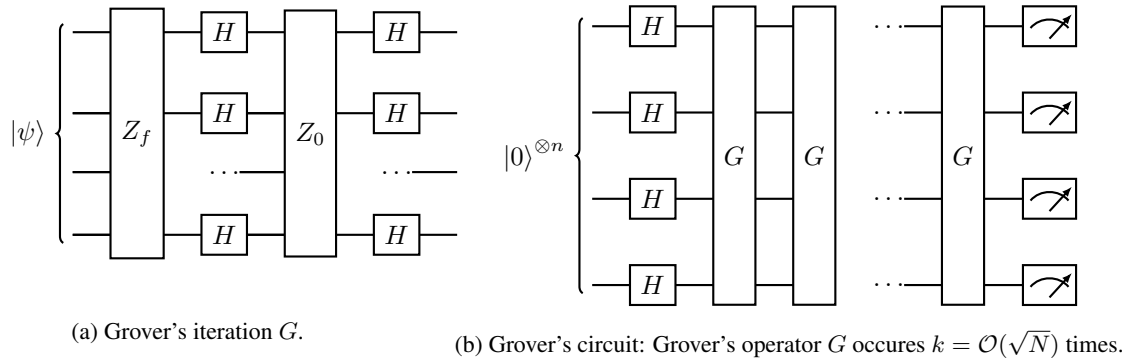 H H
H H
|ψ⟩ Z_f Z_0
... ...
H H
(a) Grover's iteration G.
H ...
H ...
|0⟩^{⊗n} G G G
H ...
H ...
(b) Grover's circuit: Grover's operator G occures k = O(√N) times.